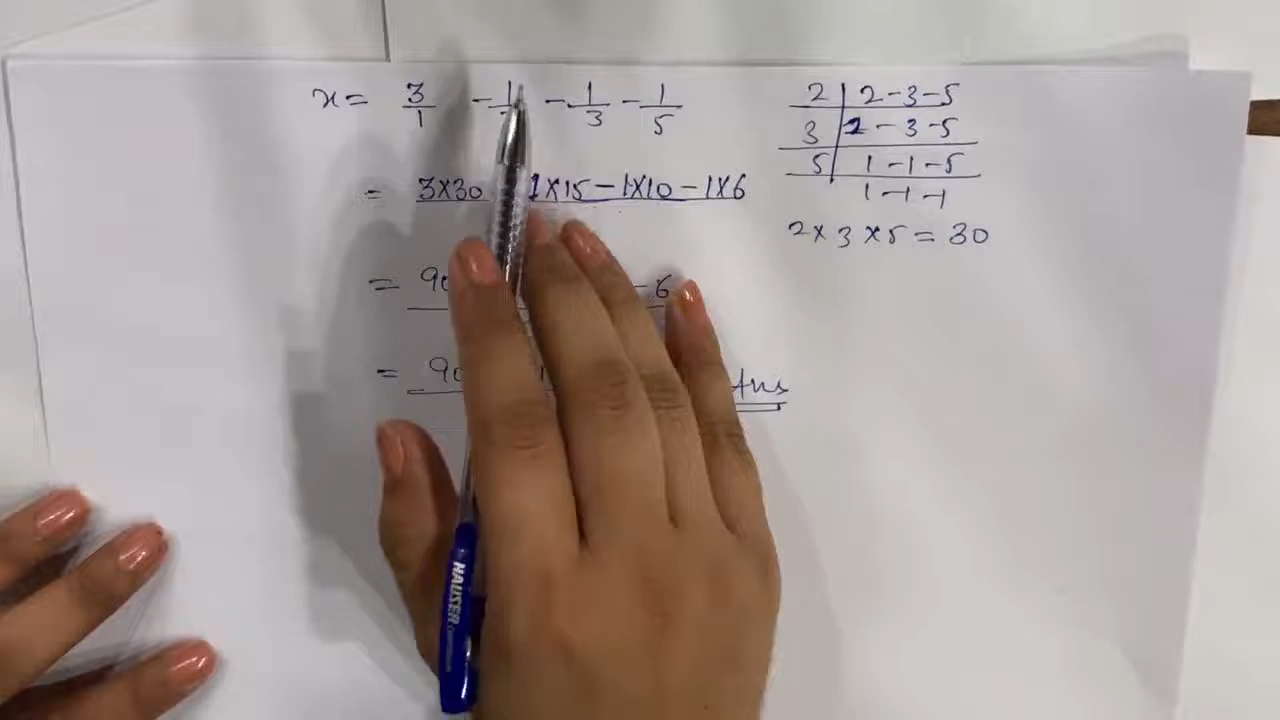 x = 3/1 - 1/ - 1/3 - 1/5
= 3×30 1×15 - 1×10 - 1×6
= 90 - 6
= 90 Ans
2 | 2 - 3 - 5
3 | 2 - 3 - 5
5 | 1 - 1 - 5
1 - 1 - 1
2 × 3 × 5 = 30
HAUSER